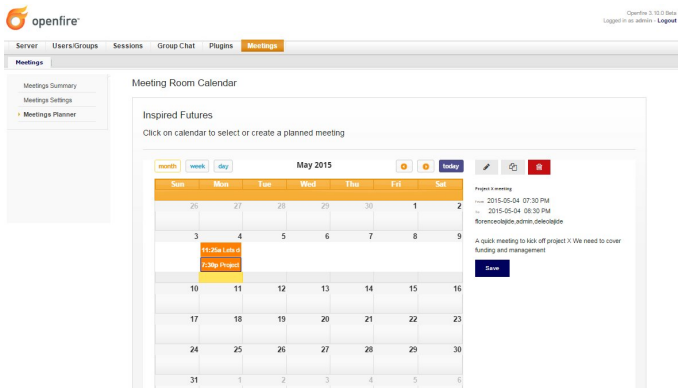 openfire
Openfire 3.10.0 Beta
Logged in as admin - Logout
Server Users/Groups Sessions Group Chat Plugins Meetings
Meetings
Meetings Summary
Meetings Settings
Meetings Planner
Meeting Room Calendar
Inspired Futures
Click on calendar to select or create a planned meeting
month week day May 2015 today
Sun Mon Tue Wed Thu Fri Sat
26 27 28 29 30 1 2
3 4 5 6 7 8 9
11:25a Lets d
7:30p Project
10 11 12 13 14 15 16
17 18 19 20 21 22 23
24 25 26 27 28 29 30
31 1 2 3 4 5 6
Project X meeting
From 2015-05-04 07:30 PM
To 2015-05-04 08:30 PM
florenceolajide,admin,deleolajide
A quick meeting to kick off project X We need to cover
funding and management
Save